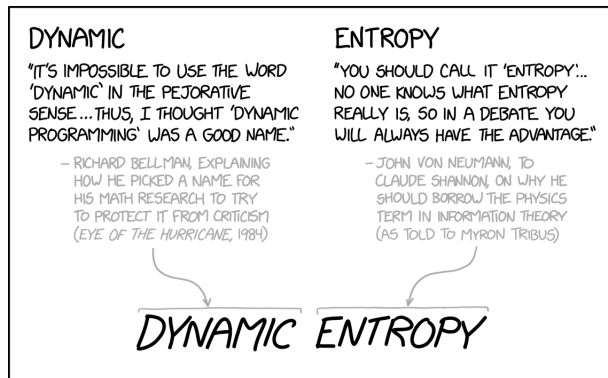 DYNAMIC
"IT'S IMPOSSIBLE TO USE THE WORD
'DYNAMIC' IN THE PEJORATIVE
SENSE...THUS, I THOUGHT 'DYNAMIC
PROGRAMMING' WAS A GOOD NAME."
– RICHARD BELLMAN, EXPLAINING
HOW HE PICKED A NAME FOR
HIS MATH RESEARCH TO TRY
TO PROTECT IT FROM CRITICISM
(EYE OF THE HURRICANE, 1984)
ENTROPY
"YOU SHOULD CALL IT 'ENTROPY'...
NO ONE KNOWS WHAT ENTROPY
REALLY IS, SO IN A DEBATE YOU
WILL ALWAYS HAVE THE ADVANTAGE."
– JOHN VON NEUMANN, TO
CLAUDE SHANNON, ON WHY HE
SHOULD BORROW THE PHYSICS
TERM IN INFORMATION THEORY
(AS TOLD TO MYRON TRIBUS)
DYNAMIC ENTROPY